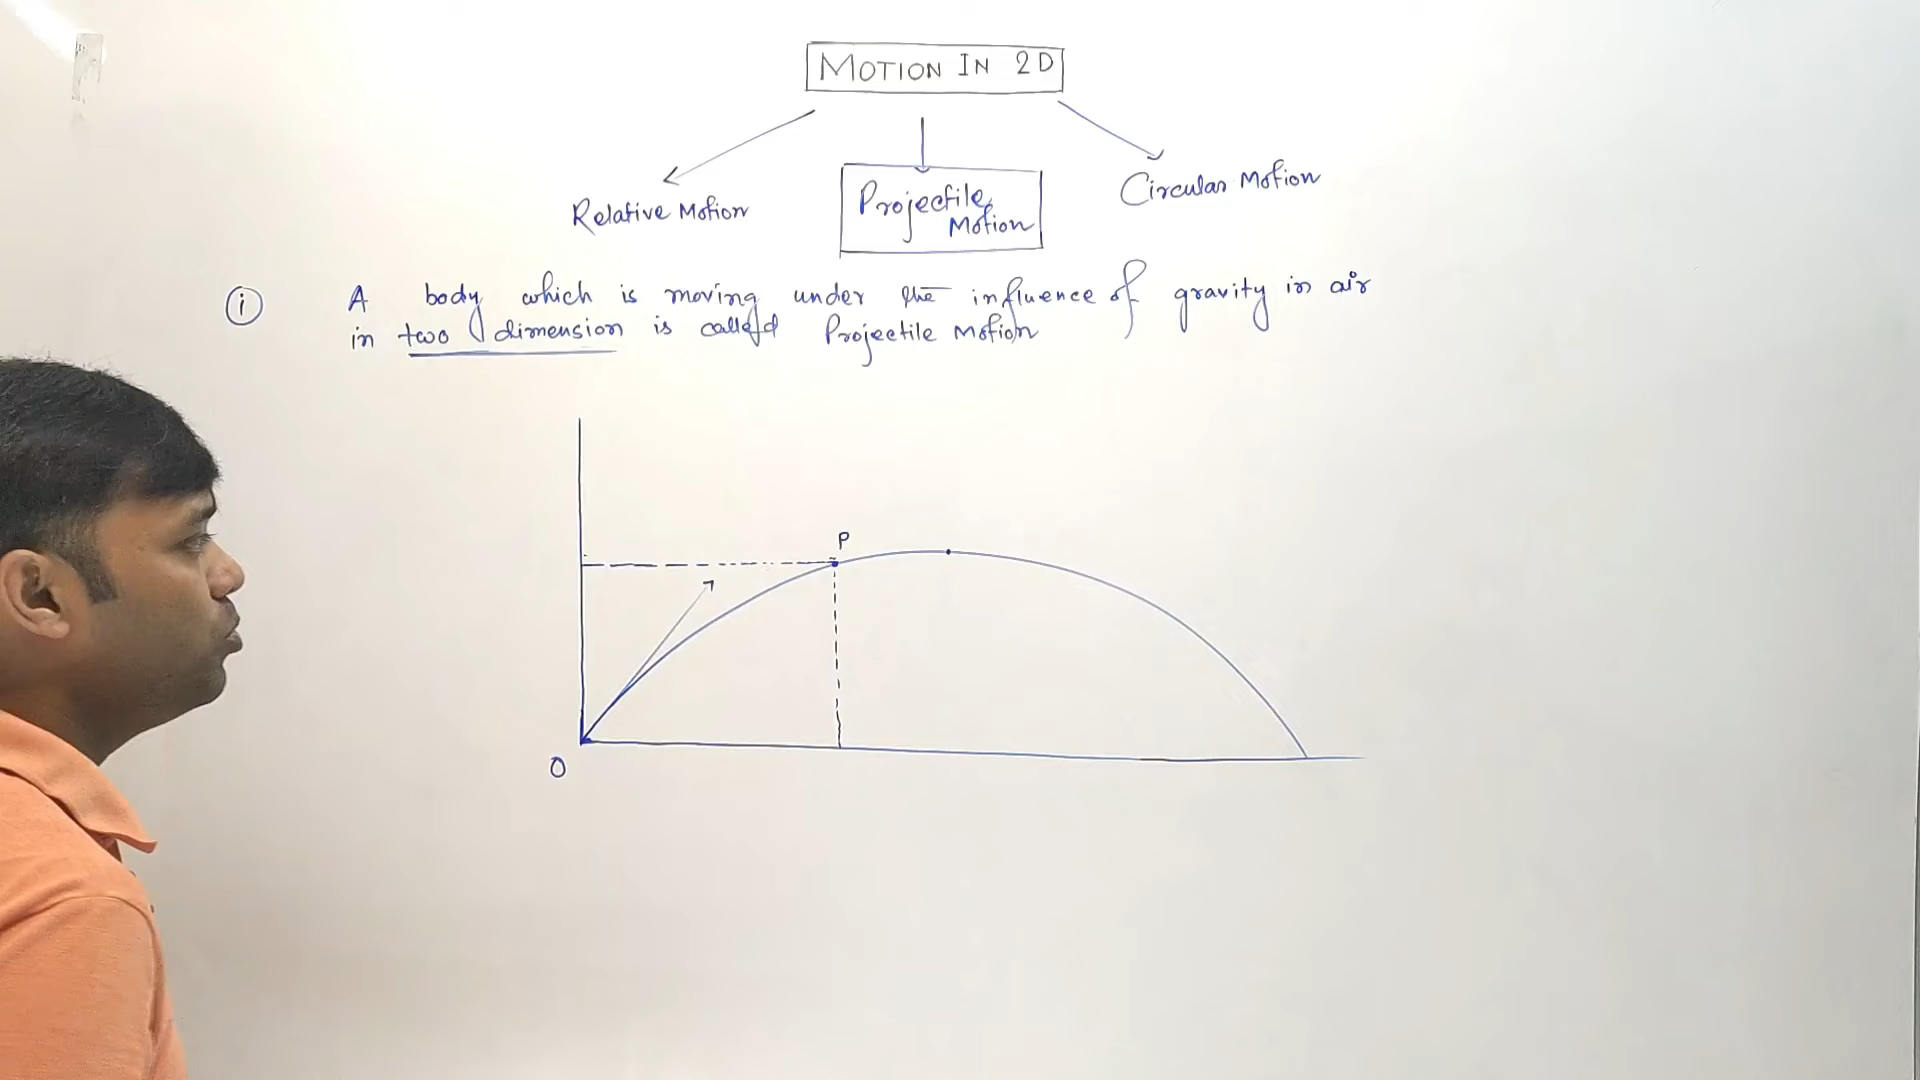 MOTION IN 2D
Relative Motion
Projectile
Motion
Circular Motion
i
A body which is moving under the influence of gravity in air
in two dimension is called Projectile Motion
P
O